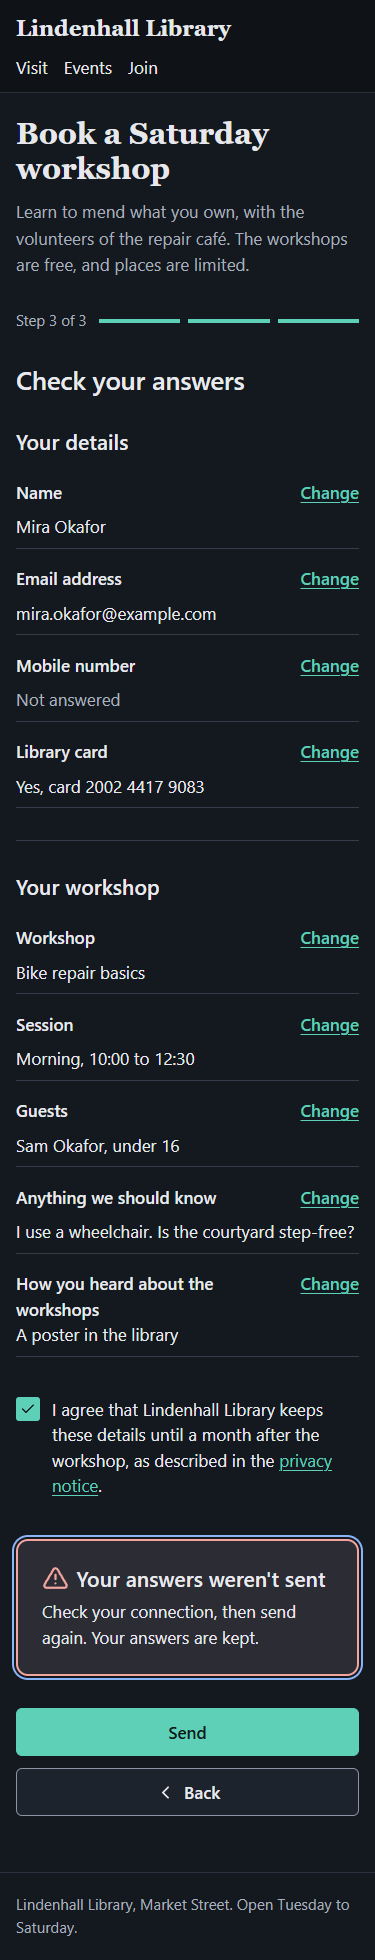 Lindenhall Library
Visit Events Join
Book a Saturday
workshop
Learn to mend what you own, with the
volunteers of the repair café. The workshops
are free, and places are limited.
Step 3 of 3
Check your answers
Your details
Name Change
Mira Okafor
Email address Change
mira.okafor@example.com
Mobile number Change
Not answered
Library card Change
Yes, card 2002 4417 9083
Your workshop
Workshop Change
Bike repair basics
Session Change
Morning, 10:00 to 12:30
Guests Change
Sam Okafor, under 16
Anything we should know Change
I use a wheelchair. Is the courtyard step-free?
How you heard about the Change
workshops
A poster in the library
I agree that Lindenhall Library keeps
these details until a month after the
workshop, as described in the privacy
notice.
Your answers weren't sent
Check your connection, then send
again. Your answers are kept.
Send
Back
Lindenhall Library, Market Street. Open Tuesday to
Saturday.